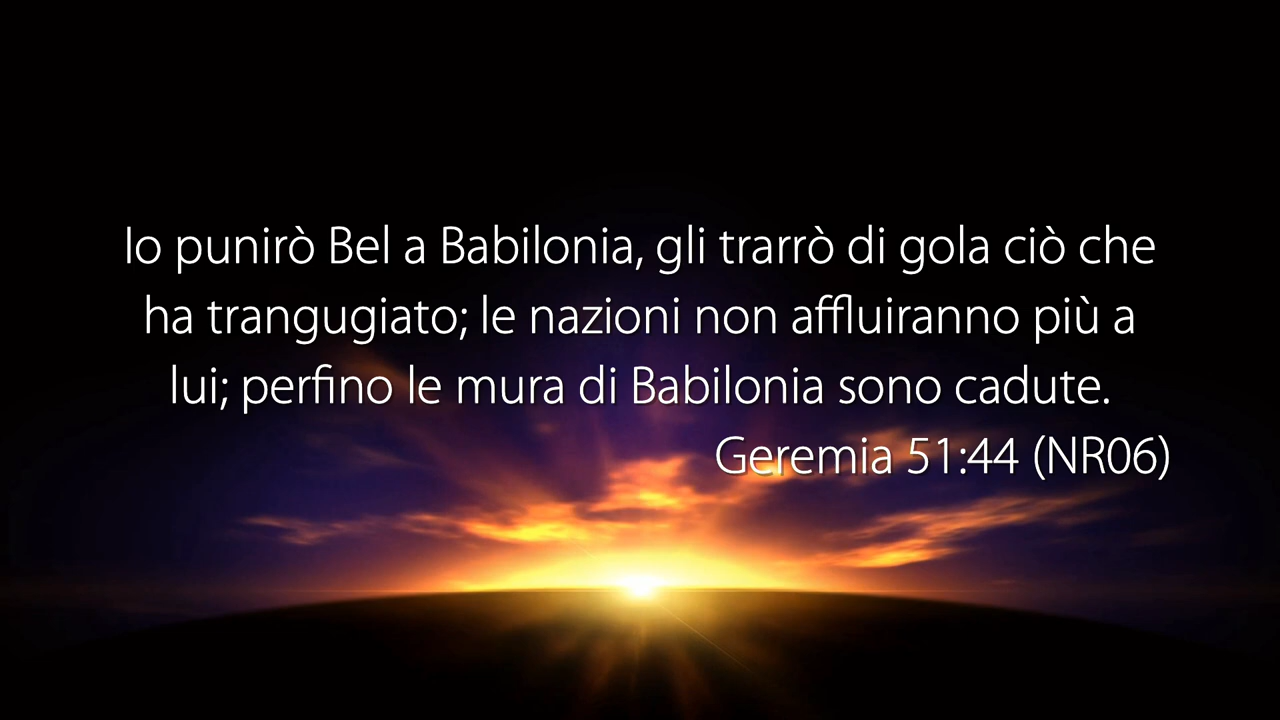 Io punirò Bel a Babilonia, gli trarrò di gola ciò che
ha trangugiato; le nazioni non affluiranno più a
lui; perfino le mura di Babilonia sono cadute.
Geremia 51:44 (NR06)